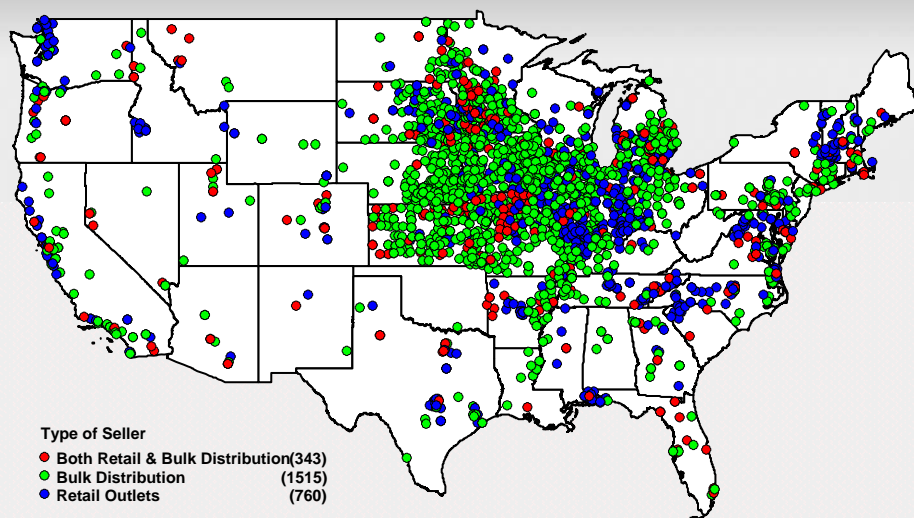 Type of Seller
Both Retail & Bulk Distribution(343)
Bulk Distribution (1515)
Retail Outlets (760)